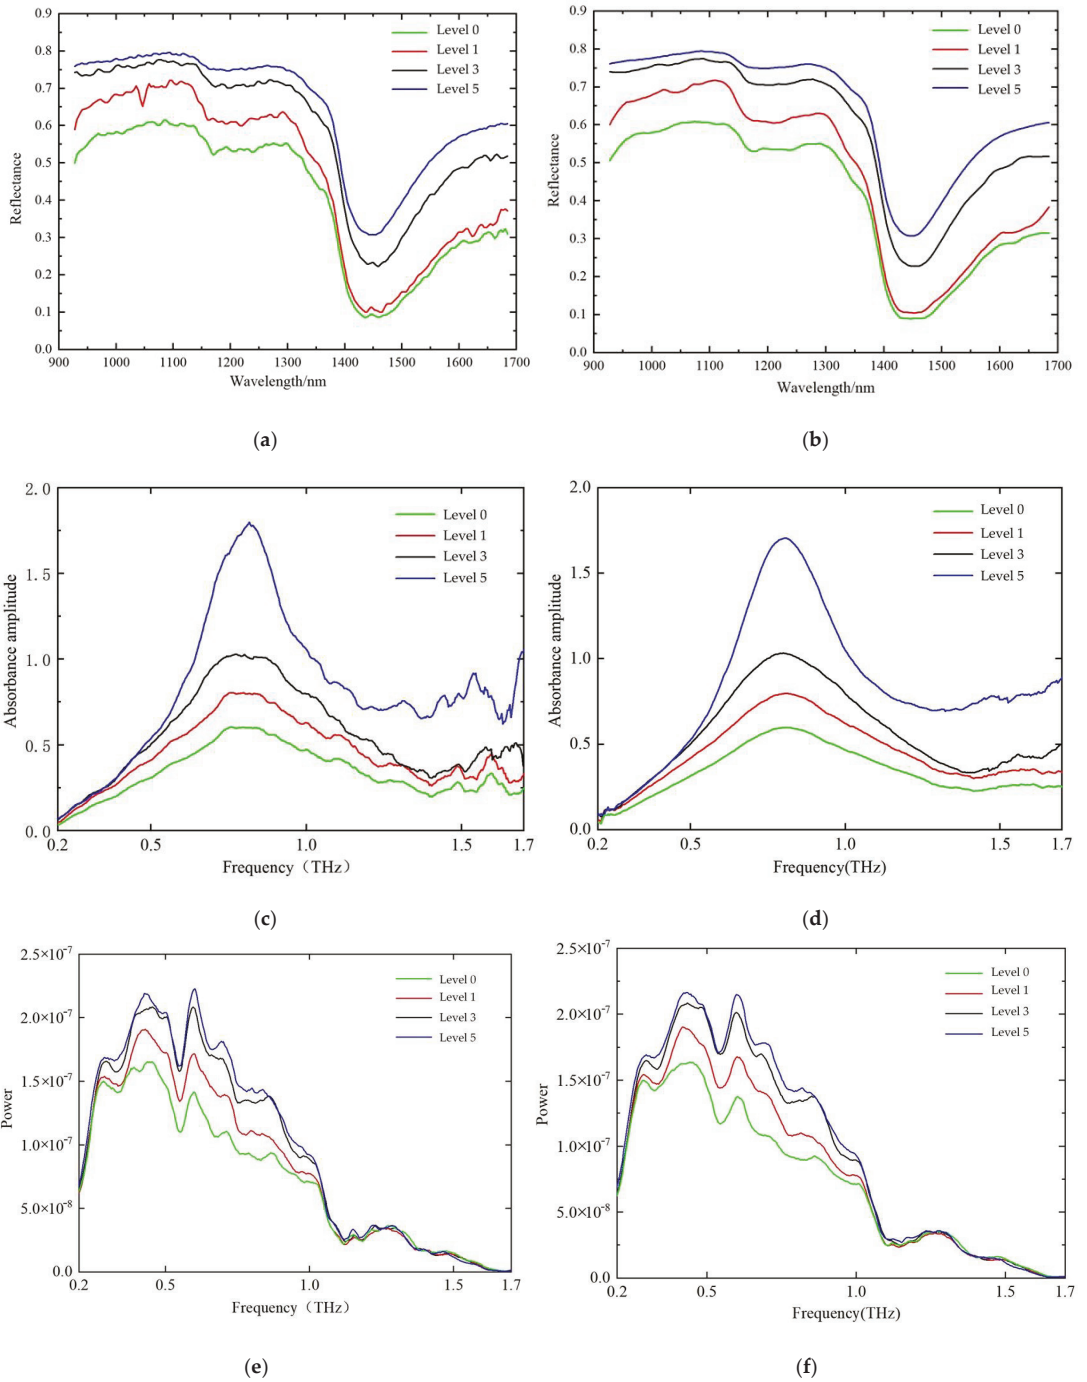 0.9
0.8
0.7
0.6
0.5
0.4
0.3
0.2
0.1
0.0
Reflectance
900 1000 1100 1200 1300 1400 1500 1600 1700
Wavelength/nm
Level 0
Level 1
Level 3
Level 5
(a)
0.9
0.8
0.7
0.6
0.5
0.4
0.3
0.2
0.1
0.0
Reflectance
900 1000 1100 1200 1300 1400 1500 1600 1700
Wavelength/nm
Level 0
Level 1
Level 3
Level 5
(b)
2.0
1.5
1.0
0.5
0.0
Absorbance amplitude
0.2 0.5 1.0 1.5 1.7
Frequency（THz）
Level 0
Level 1
Level 3
Level 5
(c)
2.0
1.5
1.0
0.5
0.0
Absorbance amplitude
0.2 0.5 1.0 1.5 1.7
Frequency(THz)
Level 0
Level 1
Level 3
Level 5
(d)
2.5×10⁻⁷
2.0×10⁻⁷
1.5×10⁻⁷
1.0×10⁻⁷
5.0×10⁻⁸
0.0
Power
0.2 0.5 1.0 1.5 1.7
Frequency（THz）
Level 0
Level 1
Level 3
Level 5
(e)
2.5×10⁻⁷
2.0×10⁻⁷
1.5×10⁻⁷
1.0×10⁻⁷
5.0×10⁻⁸
0.0
Power
0.2 0.5 1.0 1.5 1.7
Frequency(THz)
Level 0
Level 1
Level 3
Level 5
(f)